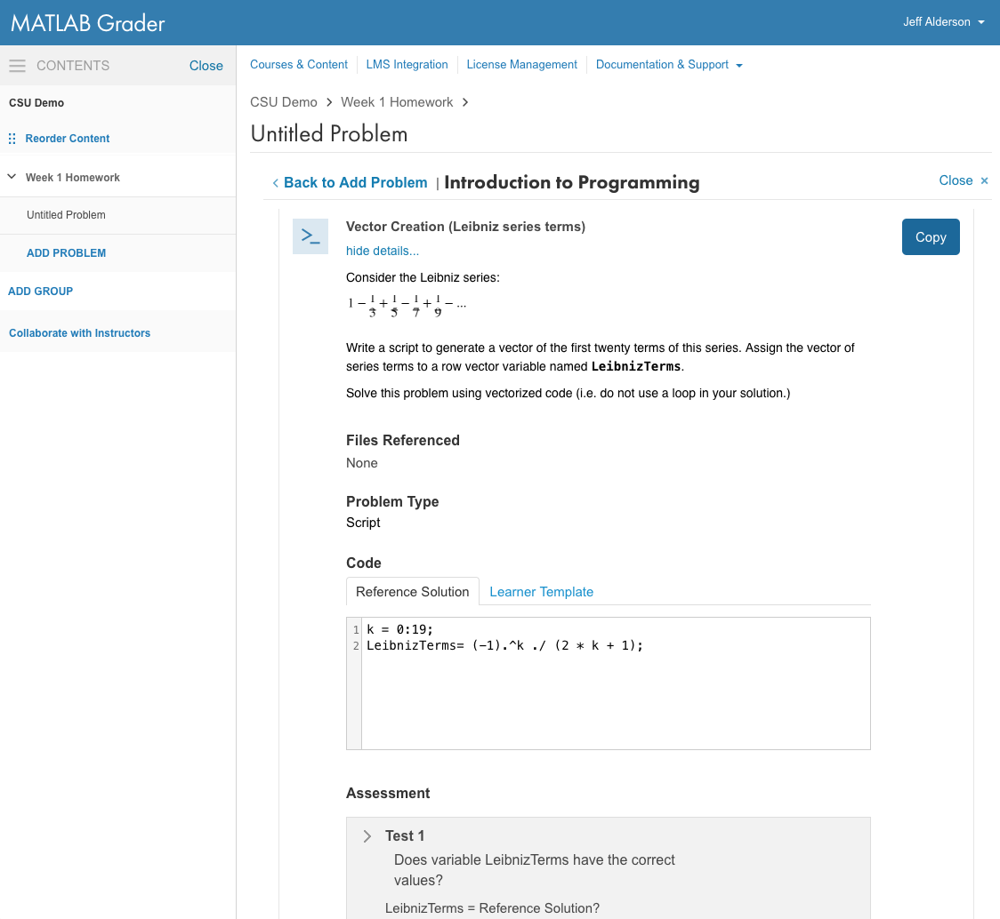 MATLAB Grader
Jeff Alderson
CONTENTS
Close
CSU Demo
Reorder Content
Week 1 Homework
Untitled Problem
ADD PROBLEM
ADD GROUP
Collaborate with Instructors
Courses & Content
LMS Integration
License Management
Documentation & Support
CSU Demo > Week 1 Homework >
Untitled Problem
< Back to Add Problem | Introduction to Programming
Close ×
>_
Vector Creation (Leibniz series terms)
Copy
hide details...
Consider the Leibniz series:
1 − 1/3 + 1/5 − 1/7 + 1/9 − ...
Write a script to generate a vector of the first twenty terms of this series. Assign the vector of
series terms to a row vector variable named LeibnizTerms.
Solve this problem using vectorized code (i.e. do not use a loop in your solution.)
Files Referenced
None
Problem Type
Script
Code
Reference Solution
Learner Template
1 k = 0:19;
2 LeibnizTerms= (-1).^k ./ (2 * k + 1);
Assessment
Test 1
Does variable LeibnizTerms have the correct
values?
LeibnizTerms = Reference Solution?